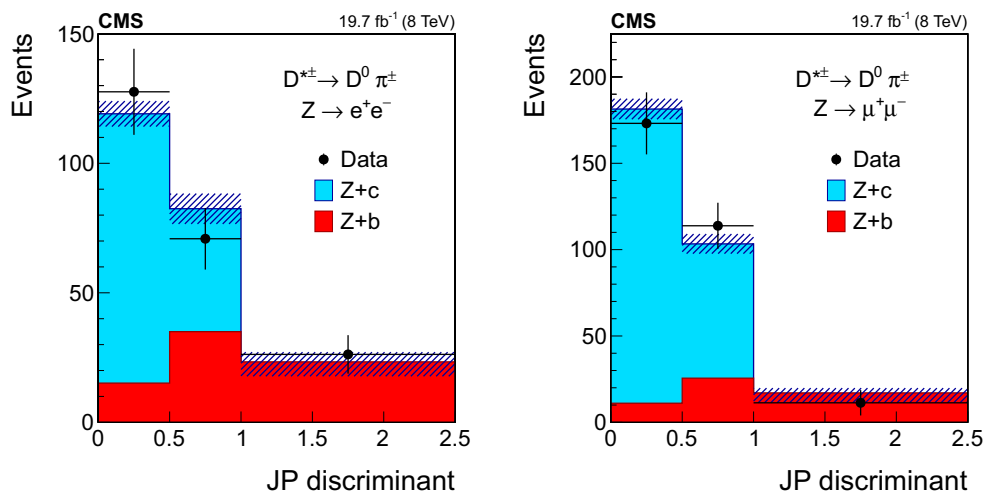 CMS 19.7 fb⁻¹ (8 TeV)
Events
150
100
50
0
D*± → D⁰ π±
Z → e⁺e⁻
Data
Z+c
Z+b
0 0.5 1 1.5 2 2.5
JP discriminant
CMS 19.7 fb⁻¹ (8 TeV)
Events
200
150
100
50
0
D*± → D⁰ π±
Z → μ⁺μ⁻
Data
Z+c
Z+b
0 0.5 1 1.5 2 2.5
JP discriminant